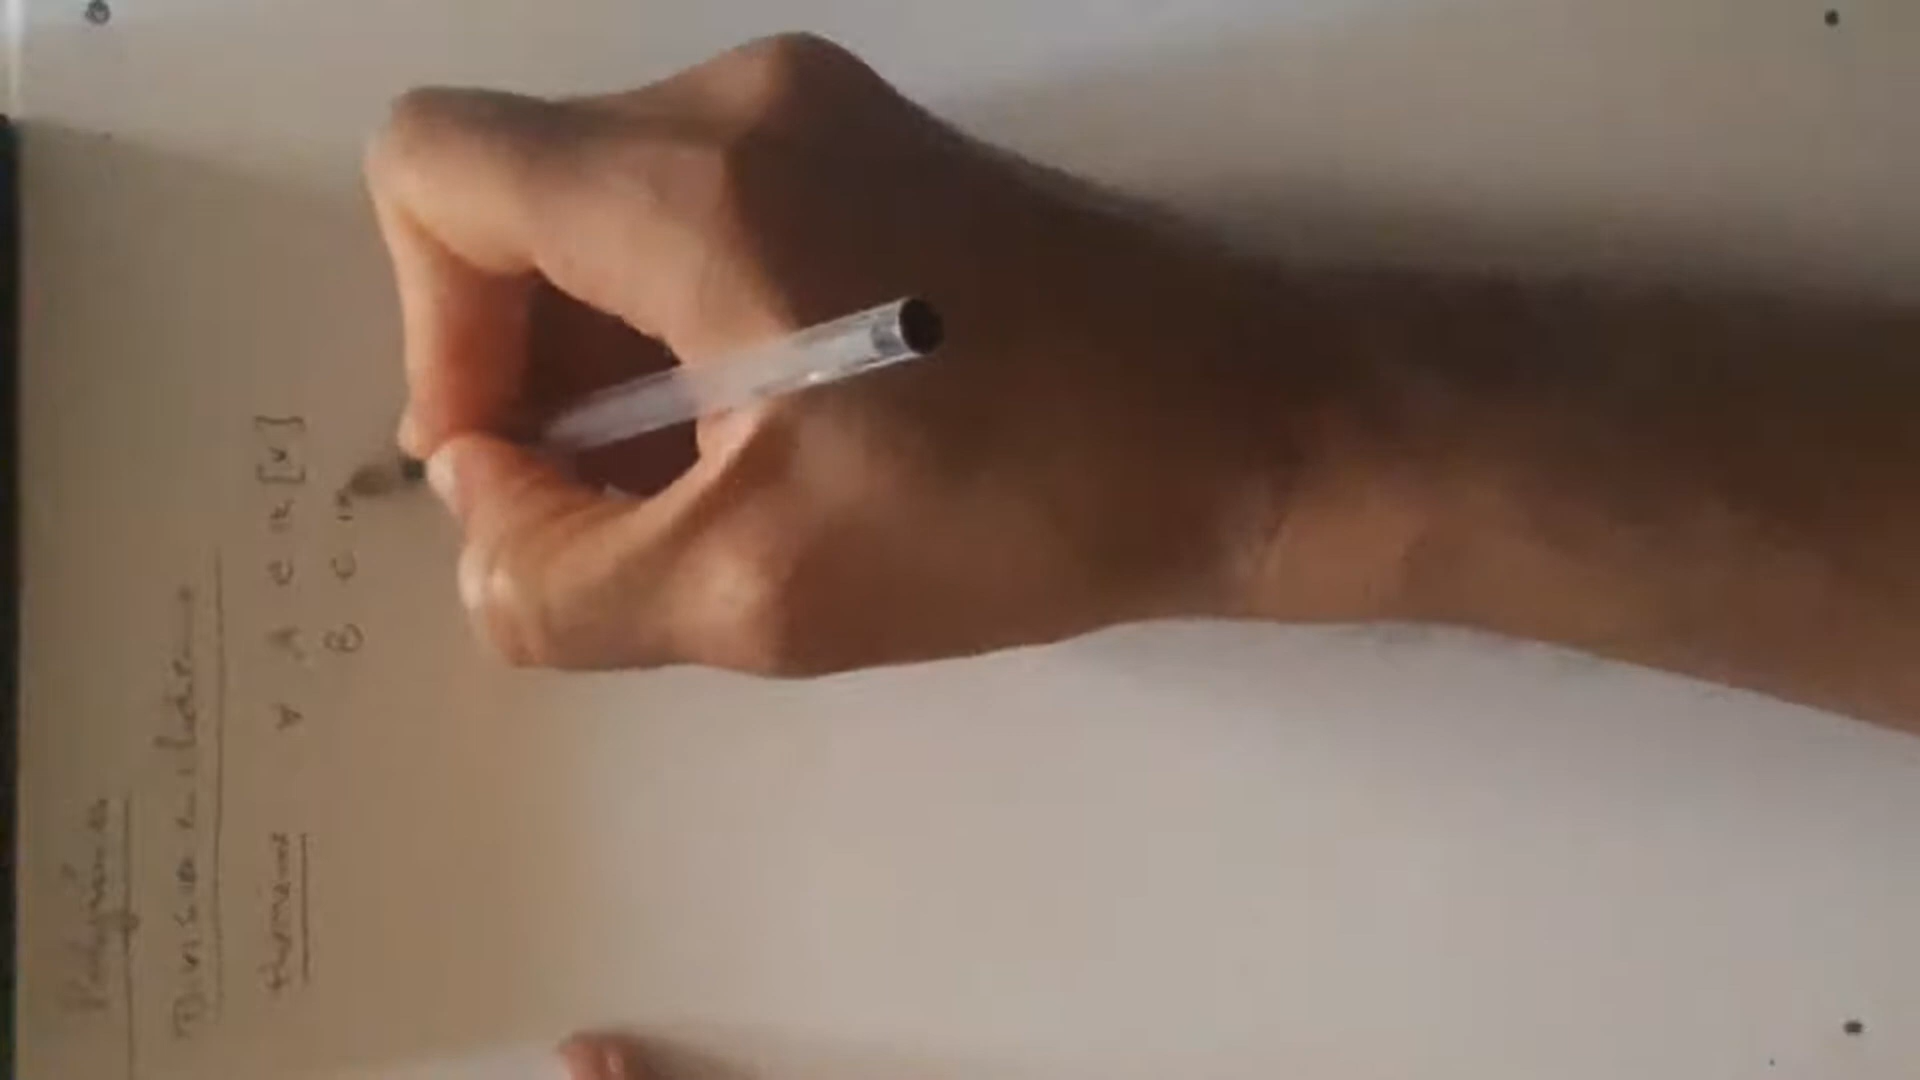 Polynômes
Division euclidienne
théorème ∀ A ∈ K[X]
B ∈ K